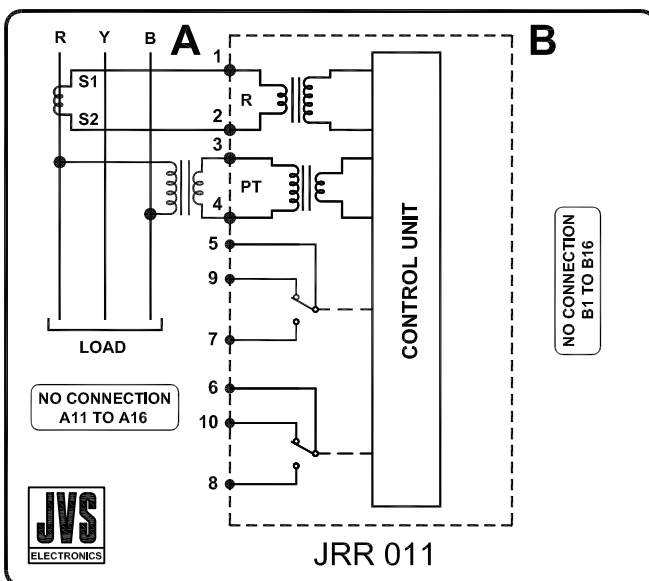 R Y B A B
S1
S2
1
R
2
3
PT
4
5
9
7
6
10
8
LOAD
NO CONNECTION
A11 TO A16
CONTROL UNIT
NO CONNECTION
B1 TO B16
JVS
ELECTRONICS
JRR 011